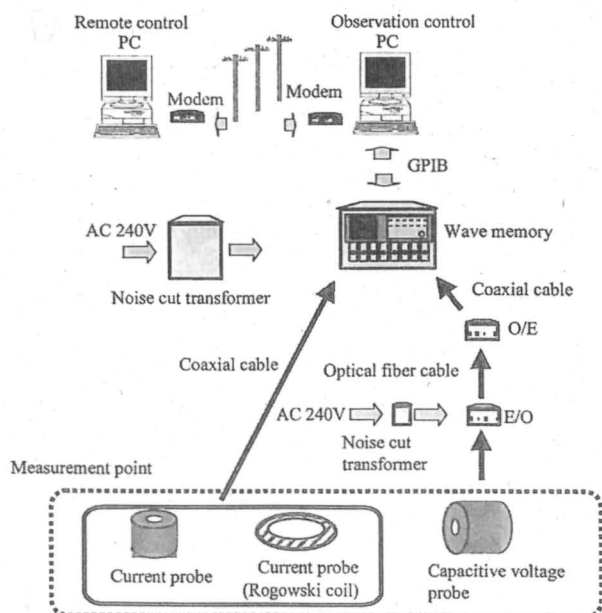 Remote control
PC
Observation control
PC
Modem
Modem
GPIB
AC 240V
Wave memory
Noise cut transformer
Coaxial cable
O/E
Coaxial cable
Optical fiber cable
AC 240V
E/O
Noise cut
transformer
Measurement point
Current probe
Current probe
(Rogowski coil)
Capacitive voltage
probe